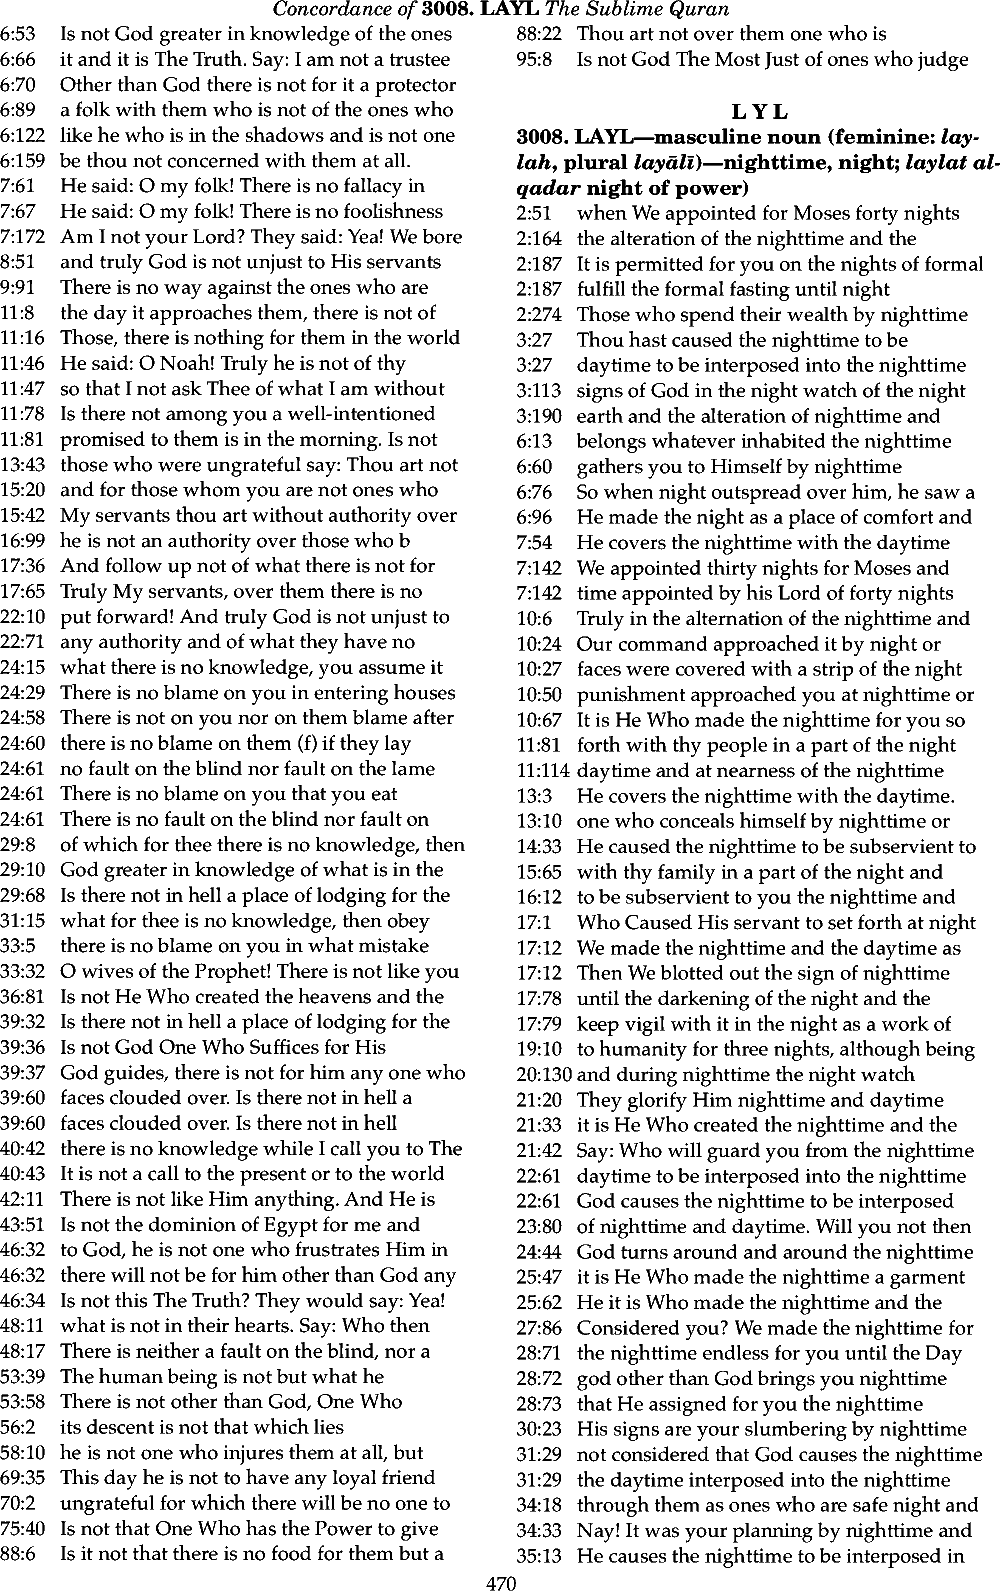 Concordance of 3008. LAYL The Sublime Quran
6:53 Is not God greater in knowledge of the ones
6:66 it and it is The Truth. Say: I am not a trustee
6:70 Other than God there is not for it a protector
6:89 a folk with them who is not of the ones who
6:122 like he who is in the shadows and is not one
6:159 be thou not concerned with them at all.
7:61 He said: O my folk! There is no fallacy in
7:67 He said: O my folk! There is no foolishness
7:172 Am I not your Lord? They said: Yea! We bore
8:51 and truly God is not unjust to His servants
9:91 There is no way against the ones who are
11:8 the day it approaches them, there is not of
11:16 Those, there is nothing for them in the world
11:46 He said: O Noah! Truly he is not of thy
11:47 so that I not ask Thee of what I am without
11:78 Is there not among you a well-intentioned
11:81 promised to them is in the morning. Is not
13:43 those who were ungrateful say: Thou art not
15:20 and for those whom you are not ones who
15:42 My servants thou art without authority over
16:99 he is not an authority over those who b
17:36 And follow up not of what there is not for
17:65 Truly My servants, over them there is no
22:10 put forward! And truly God is not unjust to
22:71 any authority and of what they have no
24:15 what there is no knowledge, you assume it
24:29 There is no blame on you in entering houses
24:58 There is not on you nor on them blame after
24:60 there is no blame on them (f) if they lay
24:61 no fault on the blind nor fault on the lame
24:61 There is no blame on you that you eat
24:61 There is no fault on the blind nor fault on
29:8 of which for thee there is no knowledge, then
29:10 God greater in knowledge of what is in the
29:68 Is there not in hell a place of lodging for the
31:15 what for thee is no knowledge, then obey
33:5 there is no blame on you in what mistake
33:32 O wives of the Prophet! There is not like you
36:81 Is not He Who created the heavens and the
39:32 Is there not in hell a place of lodging for the
39:36 Is not God One Who Suffices for His
39:37 God guides, there is not for him any one who
39:60 faces clouded over. Is there not in hell a
39:60 faces clouded over. Is there not in hell
40:42 there is no knowledge while I call you to The
40:43 It is not a call to the present or to the world
42:11 There is not like Him anything. And He is
43:51 Is not the dominion of Egypt for me and
46:32 to God, he is not one who frustrates Him in
46:32 there will not be for him other than God any
46:34 Is not this The Truth? They would say: Yea!
48:11 what is not in their hearts. Say: Who then
48:17 There is neither a fault on the blind, nor a
53:39 The human being is not but what he
53:58 There is not other than God, One Who
56:2 its descent is not that which lies
58:10 he is not one who injures them at all, but
69:35 This day he is not to have any loyal friend
70:2 ungrateful for which there will be no one to
75:40 Is not that One Who has the Power to give
88:6 Is it not that there is no food for them but a
88:22 Thou art not over them one who is
95:8 Is not God The Most Just of ones who judge
L Y L
3008. LAYL—masculine noun (feminine: lay-
lah, plural layālī)—nighttime, night; laylat al-
qadar night of power)
2:51 when We appointed for Moses forty nights
2:164 the alteration of the nighttime and the
2:187 It is permitted for you on the nights of formal
2:187 fulfill the formal fasting until night
2:274 Those who spend their wealth by nighttime
3:27 Thou hast caused the nighttime to be
3:27 daytime to be interposed into the nighttime
3:113 signs of God in the night watch of the night
3:190 earth and the alteration of nighttime and
6:13 belongs whatever inhabited the nighttime
6:60 gathers you to Himself by nighttime
6:76 So when night outspread over him, he saw a
6:96 He made the night as a place of comfort and
7:54 He covers the nighttime with the daytime
7:142 We appointed thirty nights for Moses and
7:142 time appointed by his Lord of forty nights
10:6 Truly in the alternation of the nighttime and
10:24 Our command approached it by night or
10:27 faces were covered with a strip of the night
10:50 punishment approached you at nighttime or
10:67 It is He Who made the nighttime for you so
11:81 forth with thy people in a part of the night
11:114 daytime and at nearness of the nighttime
13:3 He covers the nighttime with the daytime.
13:10 one who conceals himself by nighttime or
14:33 He caused the nighttime to be subservient to
15:65 with thy family in a part of the night and
16:12 to be subservient to you the nighttime and
17:1 Who Caused His servant to set forth at night
17:12 We made the nighttime and the daytime as
17:12 Then We blotted out the sign of nighttime
17:78 until the darkening of the night and the
17:79 keep vigil with it in the night as a work of
19:10 to humanity for three nights, although being
20:130 and during nighttime the night watch
21:20 They glorify Him nighttime and daytime
21:33 it is He Who created the nighttime and the
21:42 Say: Who will guard you from the nighttime
22:61 daytime to be interposed into the nighttime
22:61 God causes the nighttime to be interposed
23:80 of nighttime and daytime. Will you not then
24:44 God turns around and around the nighttime
25:47 it is He Who made the nighttime a garment
25:62 He it is Who made the nighttime and the
27:86 Considered you? We made the nighttime for
28:71 the nighttime endless for you until the Day
28:72 god other than God brings you nighttime
28:73 that He assigned for you the nighttime
30:23 His signs are your slumbering by nighttime
31:29 not considered that God causes the nighttime
31:29 the daytime interposed into the nighttime
34:18 through them as ones who are safe night and
34:33 Nay! It was your planning by nighttime and
35:13 He causes the nighttime to be interposed in
470